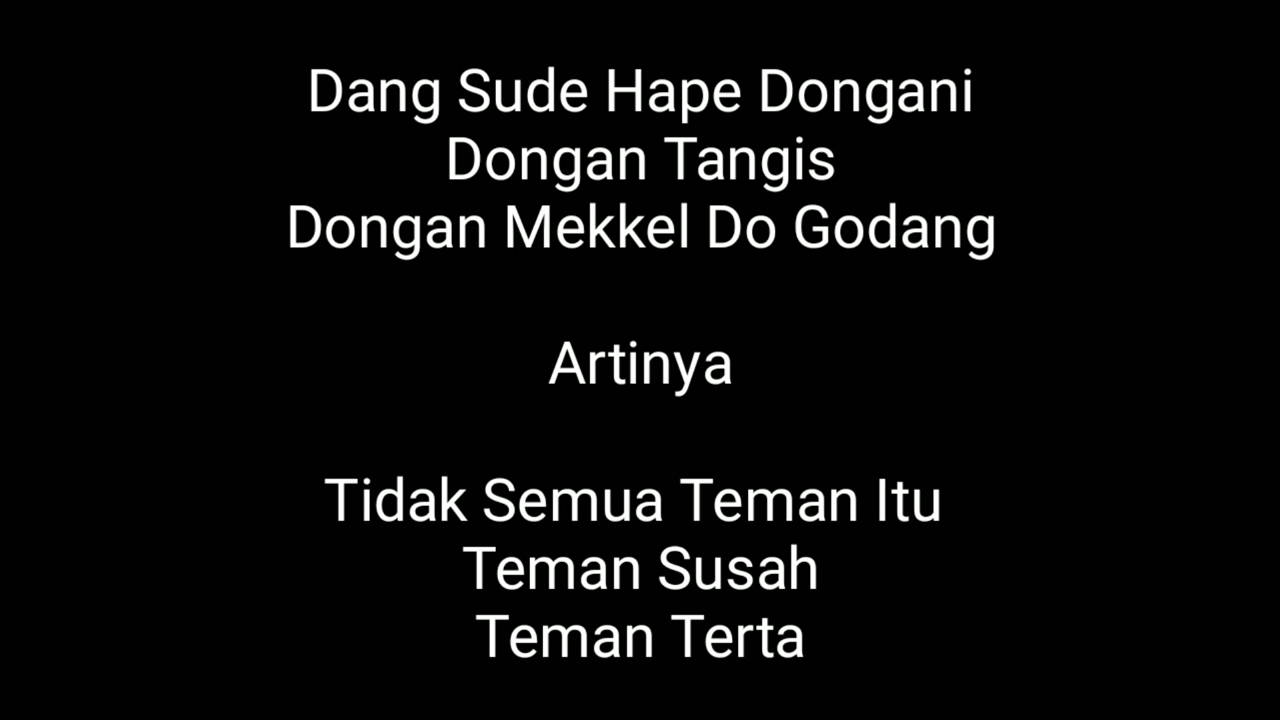 Dang Sude Hape Dongani
Dongan Tangis
Dongan Mekkel Do Godang
Artinya
Tidak Semua Teman Itu
Teman Susah
Teman Terta